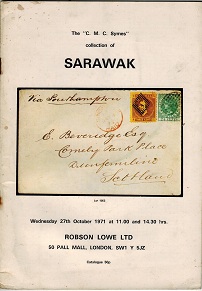 The "C. M. C. Symes"
collection of
SARAWAK
Via Southampton
E. Beveridge Esq
Comely Park Place
Dunfermline
Scotland
Wednesday 27th October 1971 at 11.00 and 14.30 hrs.
ROBSON LOWE LTD
50 PALL MALL, LONDON, SW1 Y 5JZ
Catalogue 50p